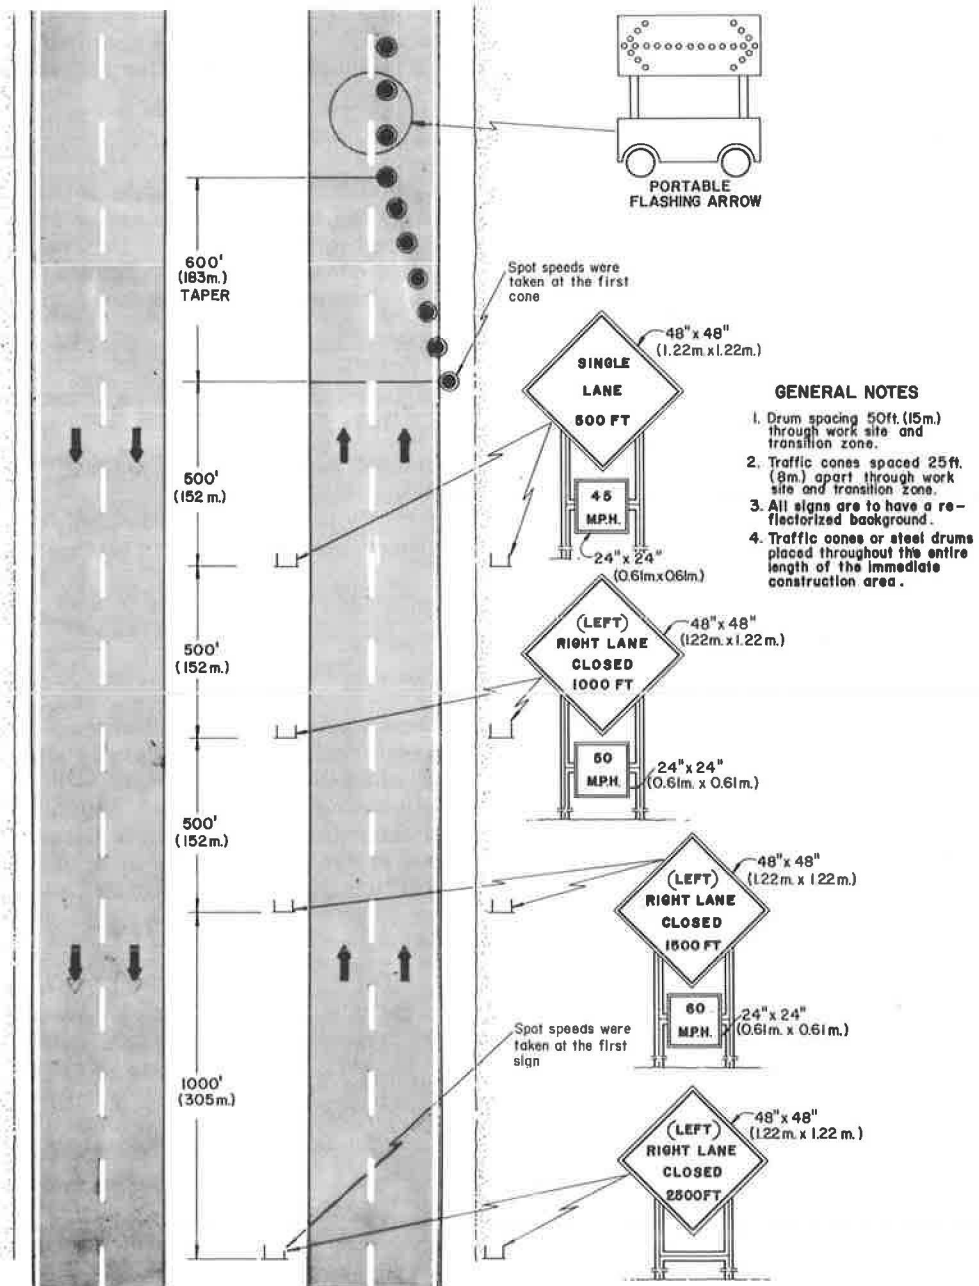 PORTABLE
FLASHING ARROW
600'
(183m.)
TAPER
Spot speeds were
taken at the first
cone
48" x 48"
(1.22m. x 1.22m.)
SINGLE
LANE
500 FT
45
M.P.H.
24" x 24"
(0.61m. x 0.61m.)
GENERAL NOTES
1. Drum spacing 50ft. (15m.)
through work site and
transition zone.
2. Traffic cones spaced 25ft.
(8m.) apart through work
site and transition zone.
3. All signs are to have a re-
flectorized background.
4. Traffic cones or steel drums
placed throughout the entire
length of the immediate
construction area.
500'
(152m.)
500'
(152m.)
(LEFT)
RIGHT LANE
CLOSED
1000 FT
48" x 48"
(1.22m. x 1.22m.)
50
M.P.H.
24" x 24"
(0.61m. x 0.61m.)
500'
(152m.)
(LEFT)
RIGHT LANE
CLOSED
1500 FT
48" x 48"
(1.22m. x 1.22m.)
60
M.P.H.
24" x 24"
(0.61m. x 0.61m.)
Spot speeds were
taken at the first
sign
1000'
(305m.)
(LEFT)
RIGHT LANE
CLOSED
2500 FT
48" x 48"
(1.22m. x 1.22m.)